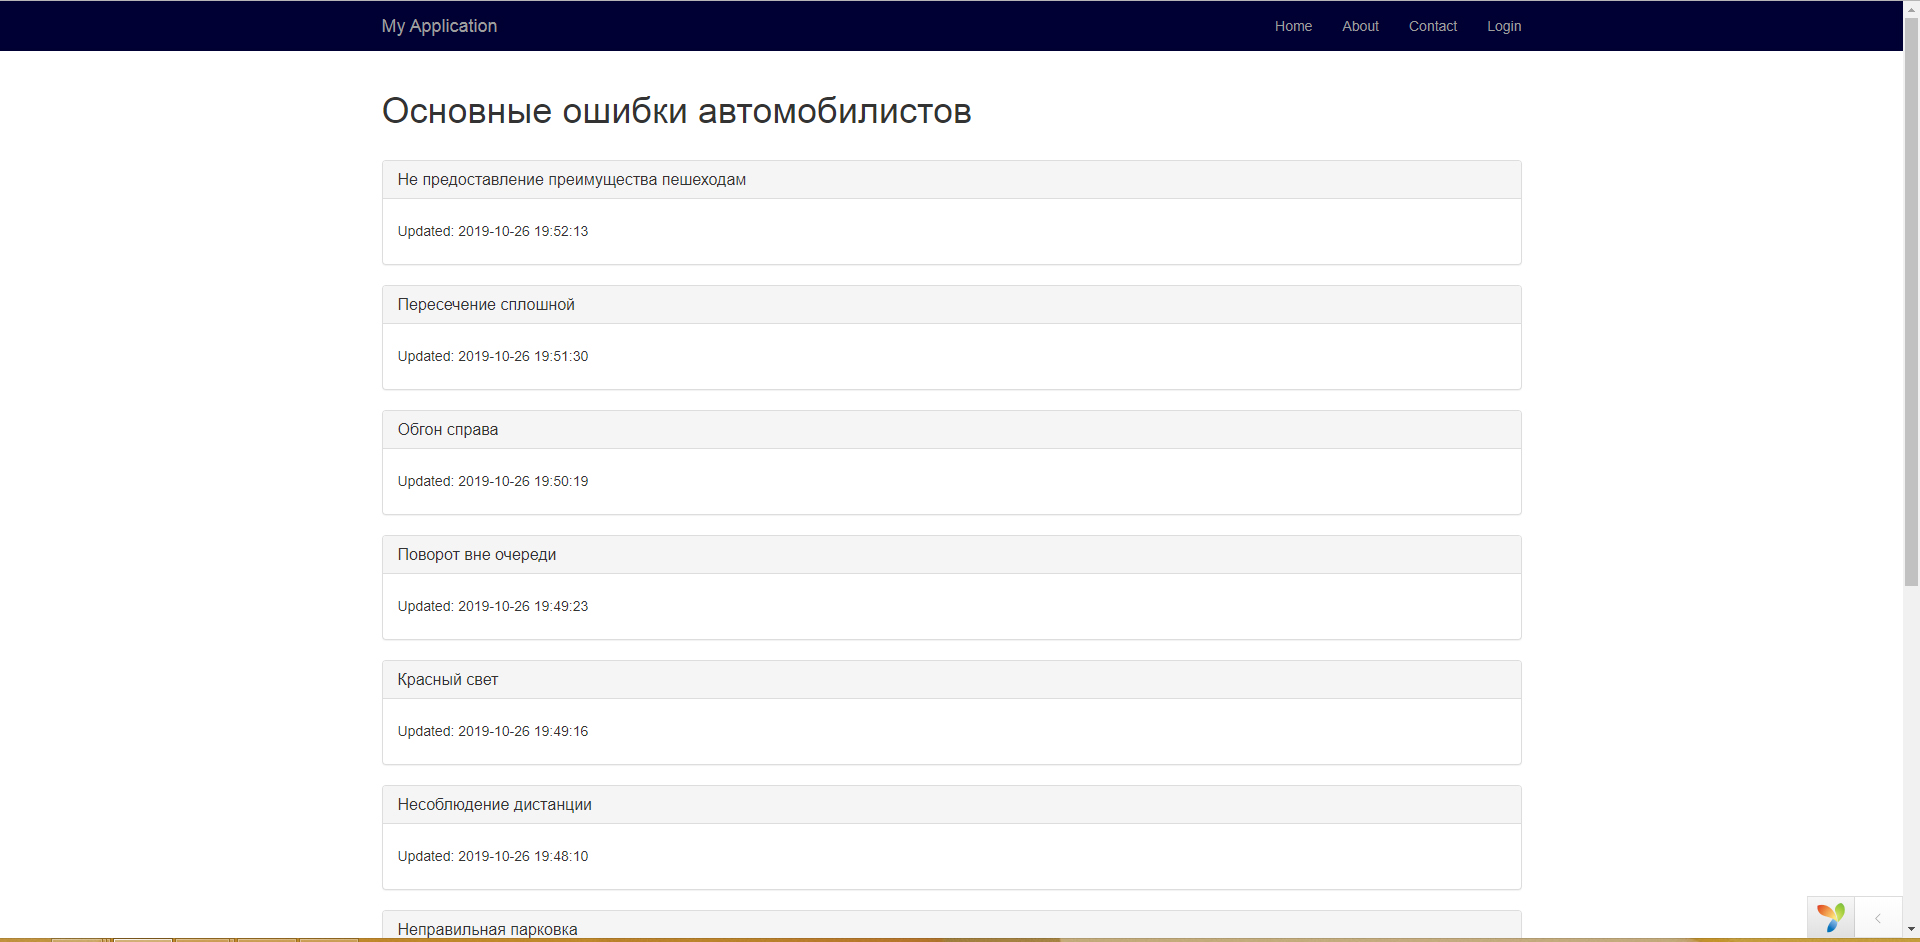 My Application Home About Contact Login
Основные ошибки автомобилистов
Не предоставление преимущества пешеходам
Updated: 2019-10-26 19:52:13
Пересечение сплошной
Updated: 2019-10-26 19:51:30
Обгон справа
Updated: 2019-10-26 19:50:19
Поворот вне очереди
Updated: 2019-10-26 19:49:23
Красный свет
Updated: 2019-10-26 19:49:16
Несоблюдение дистанции
Updated: 2019-10-26 19:48:10
Неправильная парковка